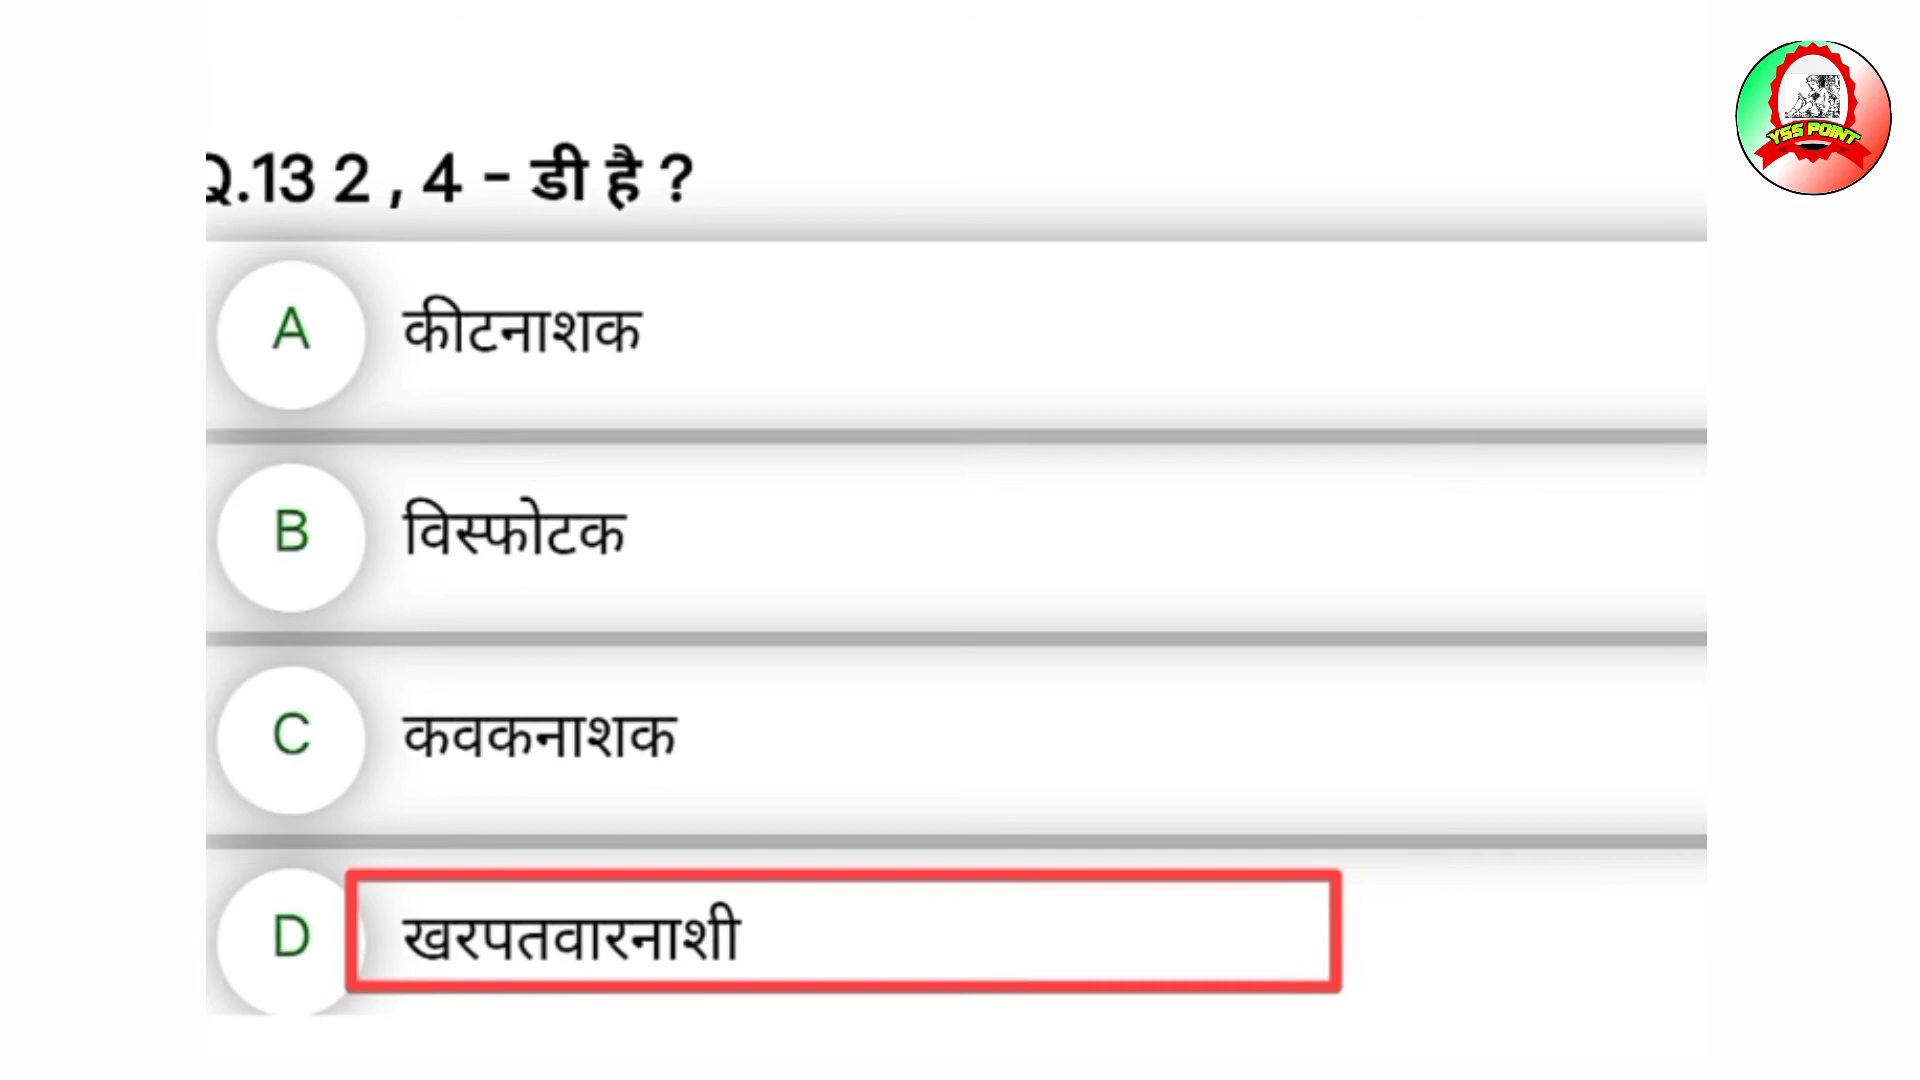 Q.13 2 , 4 - डी है ?
A कीटनाशक
B विस्फोटक
C कवकनाशक
D खरपतवारनाशी
YSS POINT